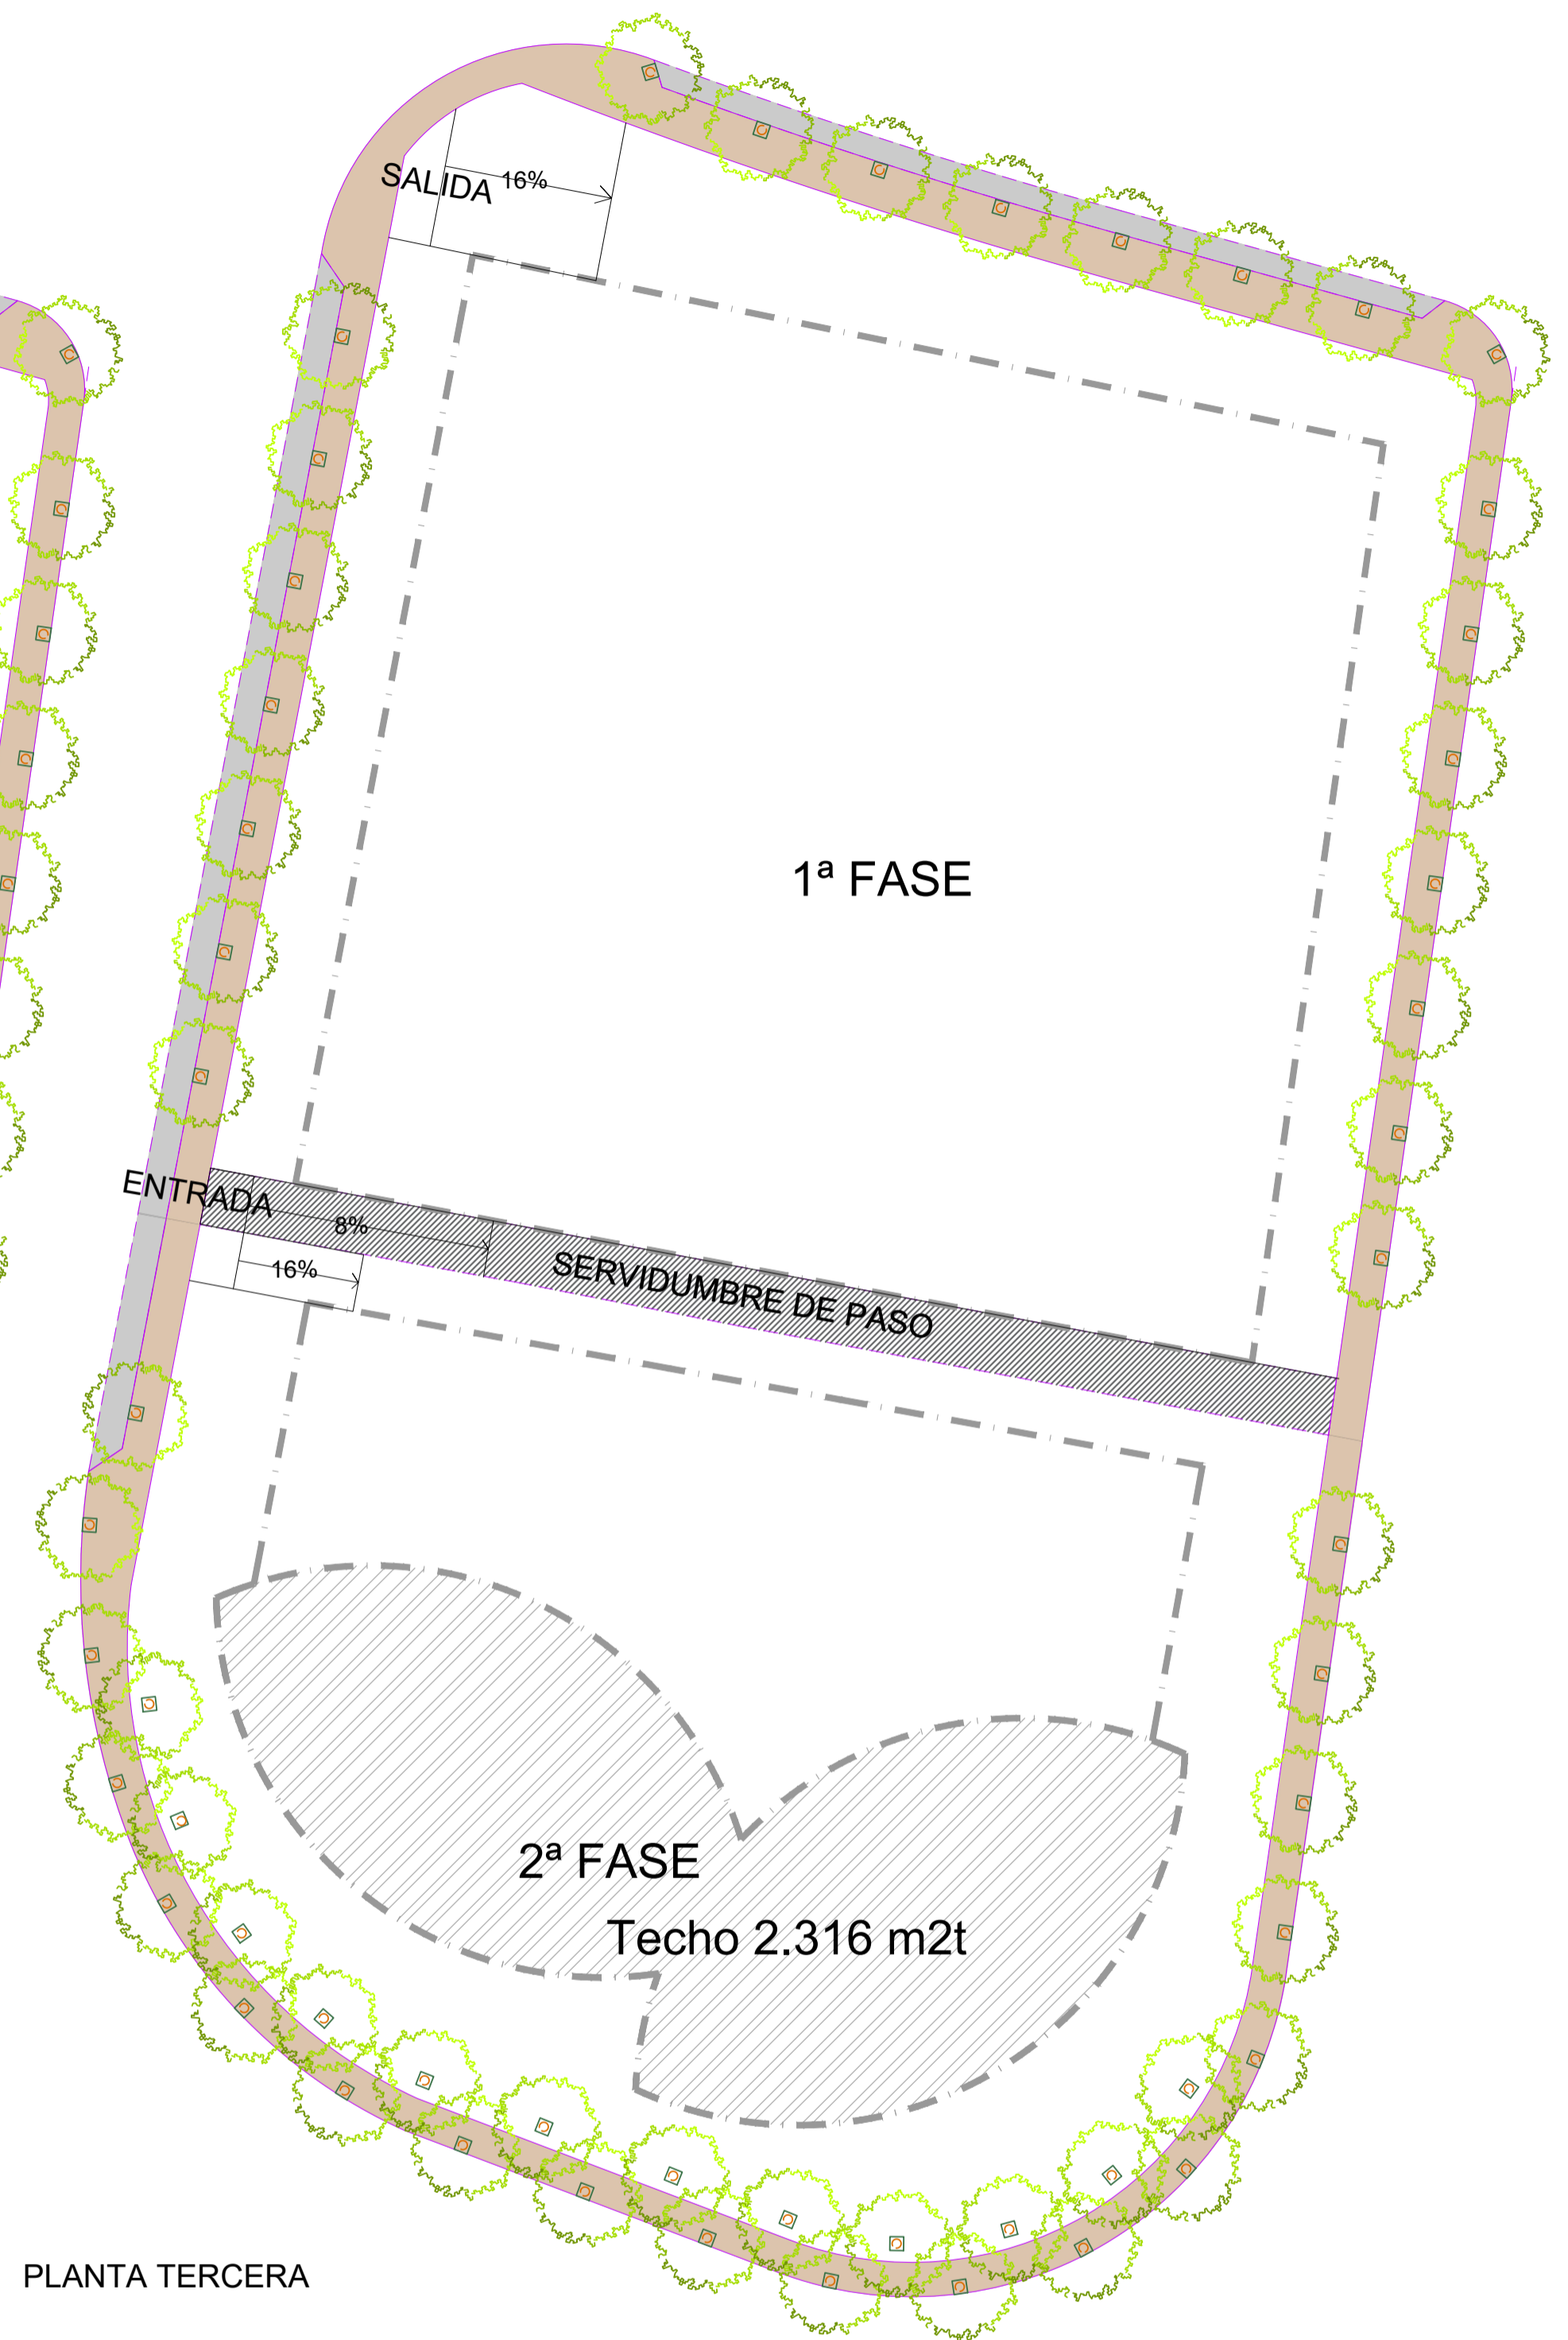 SALIDA
16%
1ª FASE
ENTRADA
8%
16%
SERVIDUMBRE DE PASO
2ª FASE
Techo 2.316 m2t
PLANTA TERCERA